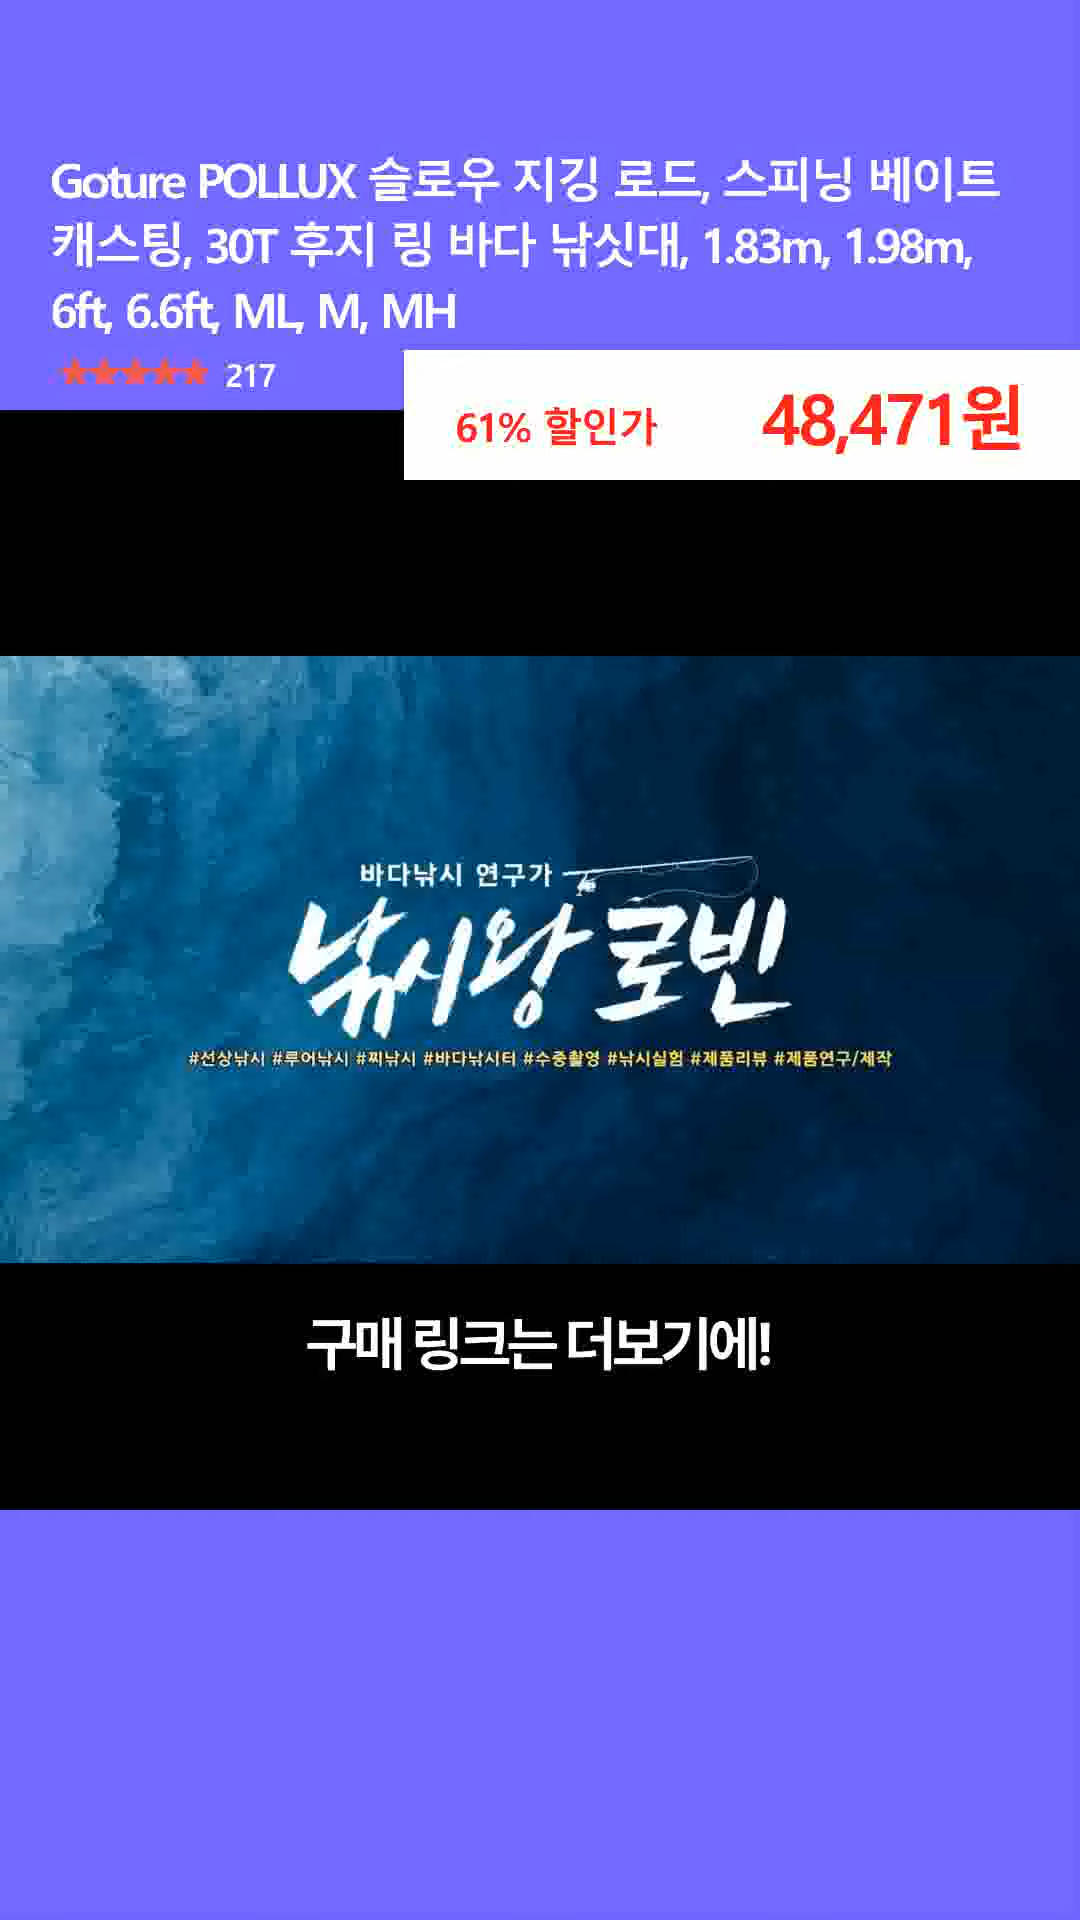 Goture POLLUX 슬로우 지깅 로드, 스피닝 베이트
캐스팅, 30T 후지 링 바다 낚싯대, 1.83m, 1.98m,
6ft, 6.6ft, ML, M, MH
★★★★★ 217
61% 할인가 48,471원
바다낚시 연구가
낚시왕 로빈
#선상낚시 #루어낚시 #찌낚시 #바다낚시터 #수중촬영 #낚시실험 #제품리뷰 #제품연구/제작
구매 링크는 더보기에!